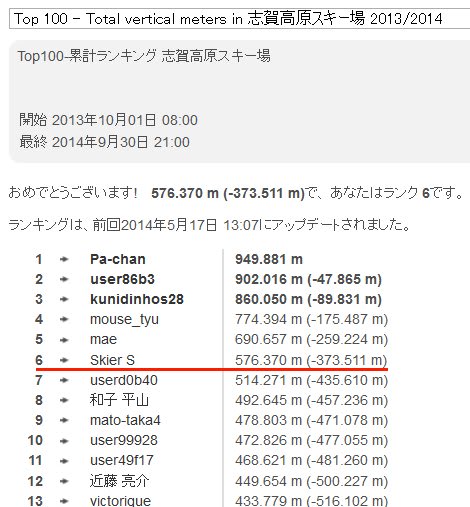 Top 100 - Total vertical meters in 志賀高原スキー場 2013/2014
Top100-累計ランキング 志賀高原スキー場
開始 2013年10月01日 08:00
最終 2014年9月30日 21:00
おめでとうございます! 576.370 m (-373.511 m)で、あなたはランク 6です。
ランキングは、前回2014年5月17日 13:07にアップデートされました。
1 Pa-chan 949.881 m
2 user86b3 902.016 m (-47.865 m)
3 kunidinhos28 860.050 m (-89.831 m)
4 mouse_tyu 774.394 m (-175.487 m)
5 mae 690.657 m (-259.224 m)
6 Skier S 576.370 m (-373.511 m)
7 userd0b40 514.271 m (-435.610 m)
8 和子 平山 492.645 m (-457.236 m)
9 mato-taka4 478.803 m (-471.078 m)
10 user99928 472.826 m (-477.055 m)
11 user49f17 468.621 m (-481.260 m)
12 近藤 亮介 449.654 m (-500.227 m)
13 victorique 433.779 m (-516.102 m)